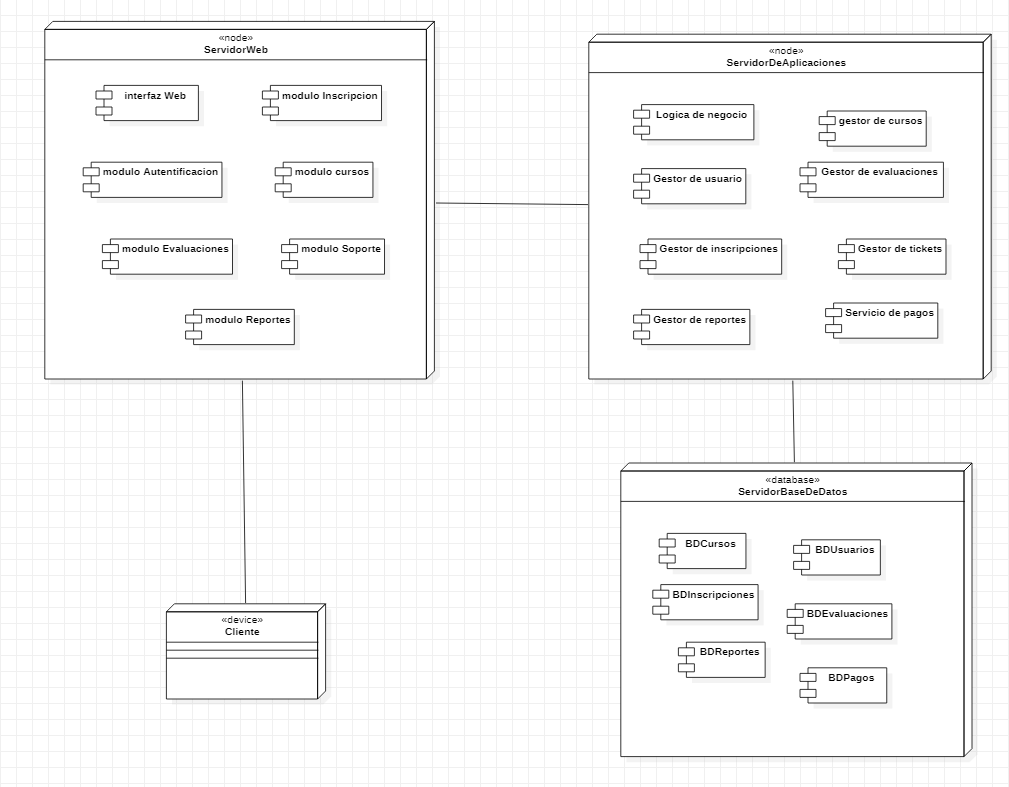 «node»
ServidorWeb
interfaz Web
modulo Inscripcion
modulo Autentificacion
modulo cursos
modulo Evaluaciones
modulo Soporte
modulo Reportes
«node»
ServidorDeAplicaciones
Logica de negocio
gestor de cursos
Gestor de usuario
Gestor de evaluaciones
Gestor de inscripciones
Gestor de tickets
Gestor de reportes
Servicio de pagos
«device»
Cliente
«database»
ServidorBaseDeDatos
BDCursos
BDUsuarios
BDInscripciones
BDEvaluaciones
BDReportes
BDPagos